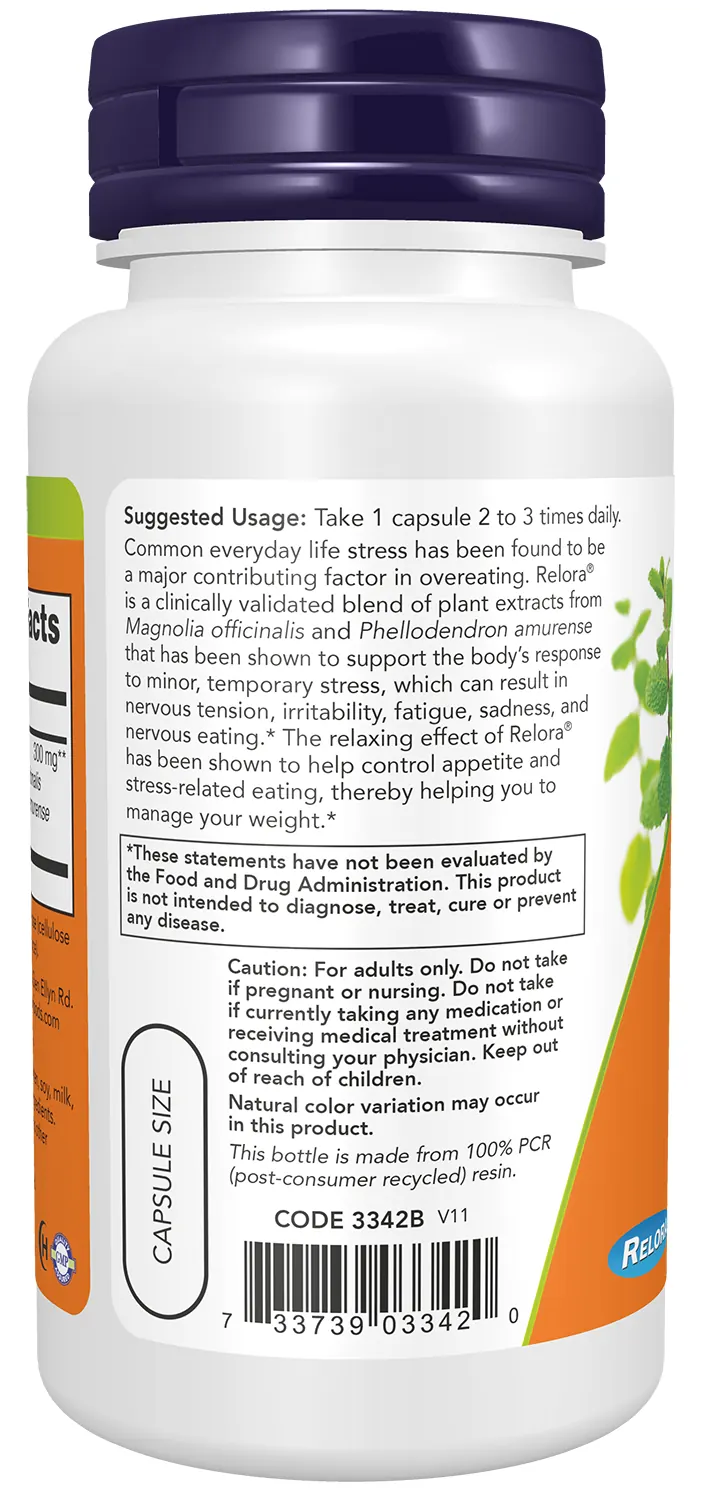 Suggested Usage: Take 1 capsule 2 to 3 times daily.
Common everyday life stress has been found to be
a major contributing factor in overeating. Relora®
is a clinically validated blend of plant extracts from
Magnolia officinalis and Phellodendron amurense
that has been shown to support the body's response
to minor, temporary stress, which can result in
nervous tension, irritability, fatigue, sadness, and
nervous eating.* The relaxing effect of Relora®
has been shown to help control appetite and
stress-related eating, thereby helping you to
manage your weight.*
*These statements have not been evaluated by
the Food and Drug Administration. This product
is not intended to diagnose, treat, cure or prevent
any disease.
Caution: For adults only. Do not take
if pregnant or nursing. Do not take
if currently taking any medication or
receiving medical treatment without
consulting your physician. Keep out
of reach of children.
Natural color variation may occur
in this product.
This bottle is made from 100% PCR
(post-consumer recycled) resin.
CAPSULE SIZE
CODE 3342B V11
7 33739 03342 0
300 mg**
cellulose
Ellyn Rd.
soy, milk,
other
GMP